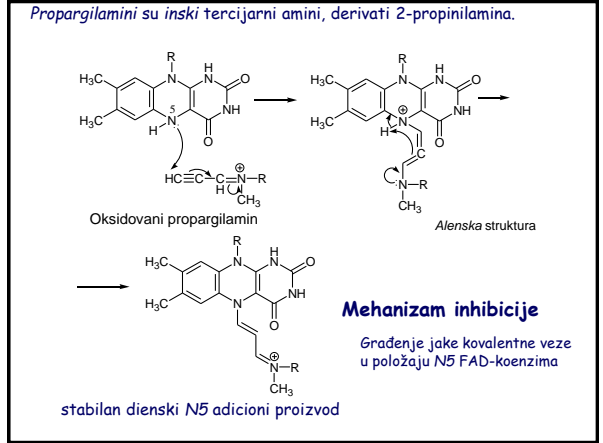 Propargilamini su inski tercijarni amini, derivati 2-propinilamina.
R
H3C
H3C
N
H
N
O
NH
O
5
H
N
HC≡C
C
H
N
⊕
R
CH3
Oksidovani propargilamin
R
H3C
H3C
N
H
N
O
NH
O
⊕
H
N
C
N
R
CH3
Alenska struktura
R
H3C
H3C
N
H
N
O
NH
O
N
⊕
N
R
CH3
Mehanizam inhibicije
Građenje jake kovalentne veze
u položaju N5 FAD-koenzima
stabilan dienski N5 adicioni proizvod